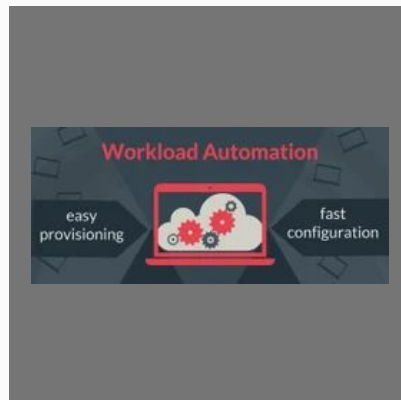 Workload Automation
easy
provisioning
fast
configuration